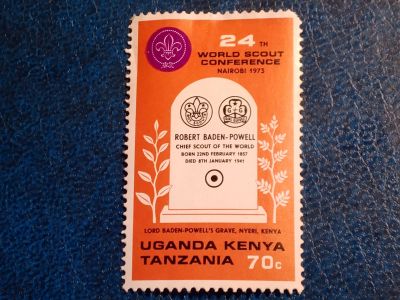 24TH
WORLD SCOUT
CONFERENCE
NAIROBI 1973
ROBERT BADEN-POWELL
CHIEF SCOUT OF THE WORLD
BORN 22ND FEBRUARY 1857
DIED 8TH JANUARY 1941
LORD BADEN-POWELL'S GRAVE, NYERI, KENYA
UGANDA KENYA
TANZANIA 70c